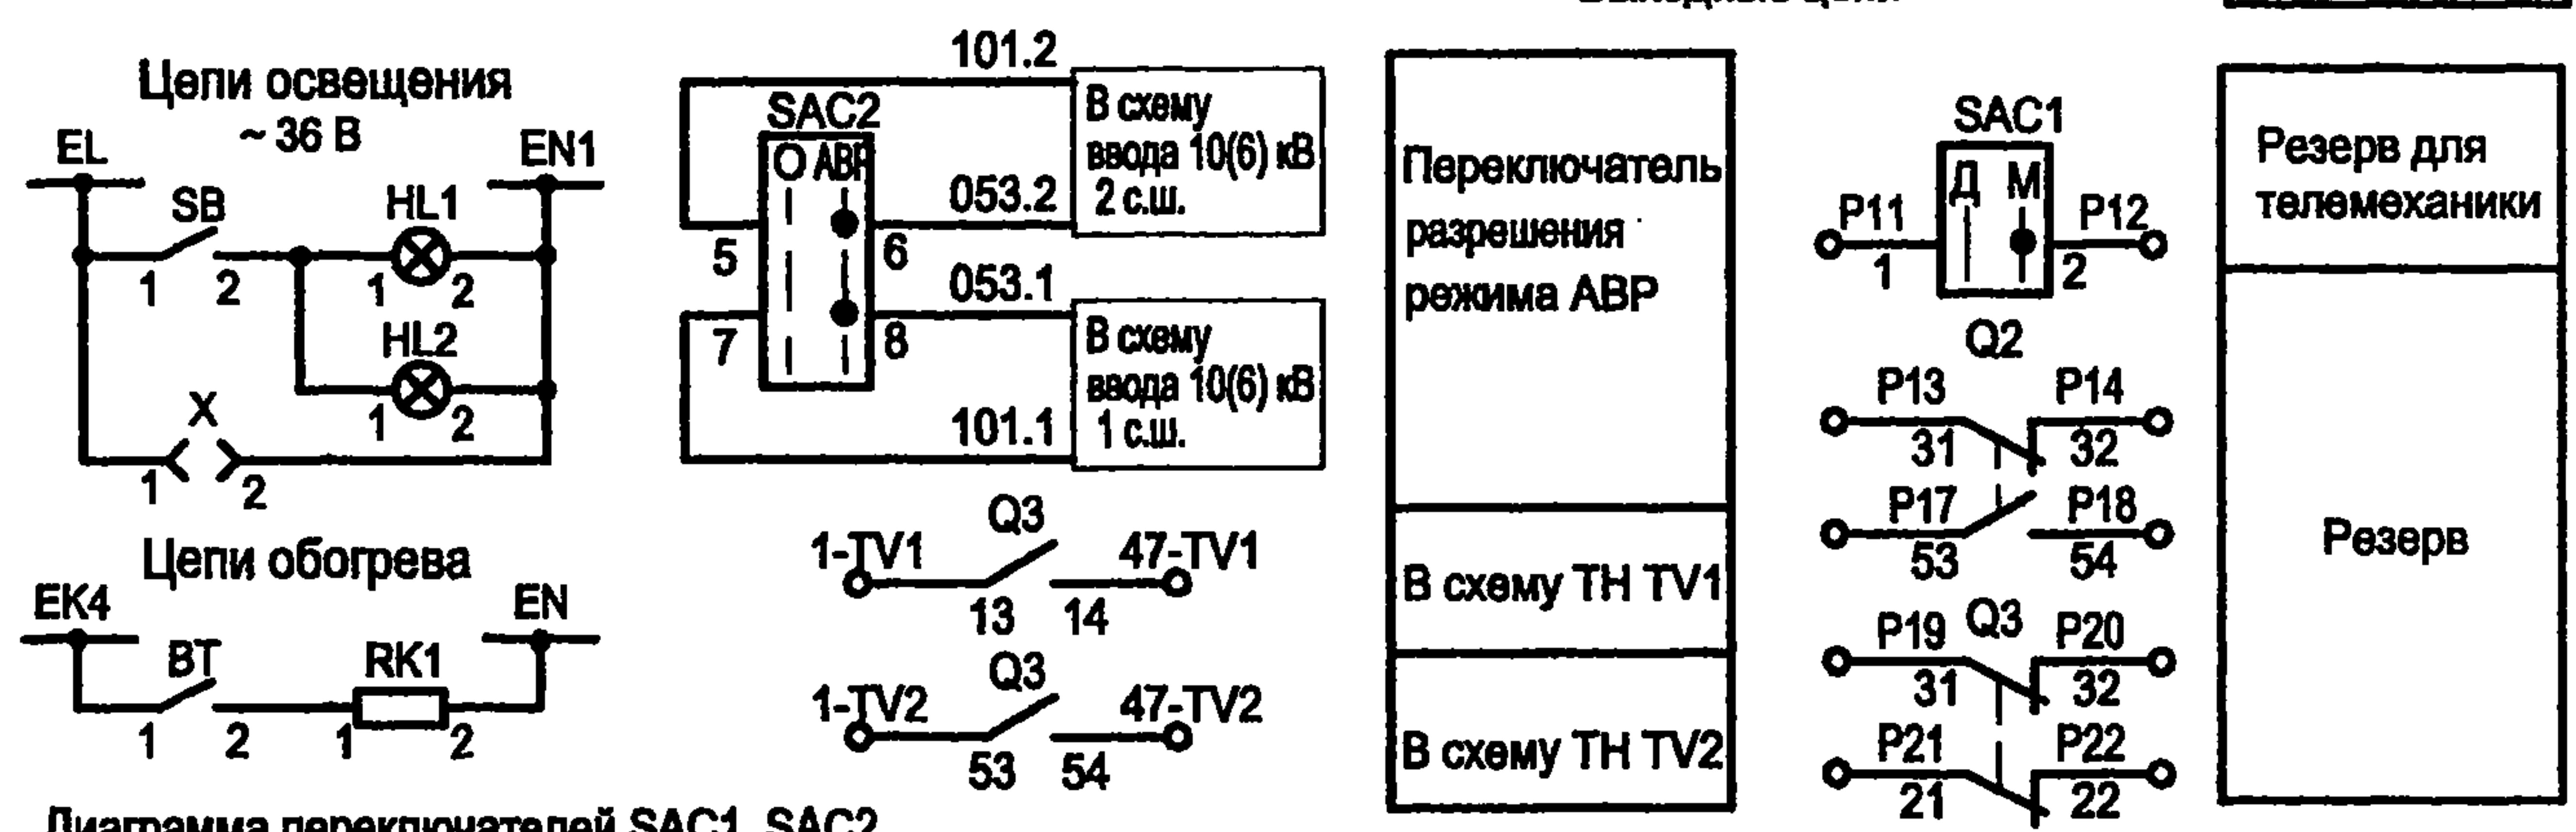 Цепи освещения
~ 36 В
EL
EN1
SB
HL1
1
2
1
2
HL2
1
2
X
1
2
Цепи обогрева
EK4
EN
BT
RK1
1
2
1
2
Диаграмма переключателей SAC1, SAC2
101.2
SAC2
О АВР
053.2
5
6
053.1
7
8
101.1
В схему
ввода 10(6) кВ
2 с.ш.
В схему
ввода 10(6) кВ
1 с.ш.
Q3
1-TV1
47-TV1
13
14
Q3
1-TV2
47-TV2
53
54
Переключатель
разрешения
режима АВР
В схему ТН TV1
В схему ТН TV2
SAC1
Д М
P11
P12
1
2
Q2
P13
P14
31
32
P17
P18
53
54
Q3
P19
P20
31
32
P21
P22
21
22
Резерв для
телемеханики
Резерв